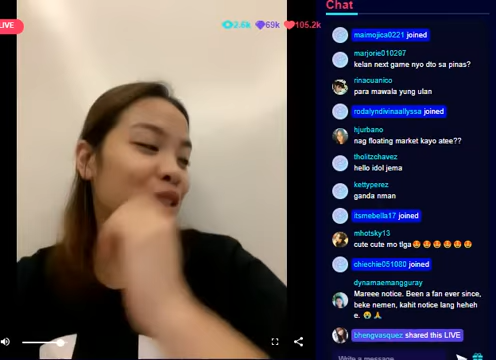 LIVE
2.6k 69k 105.2k
Chat
maimojica0221 joined
marjorie010297
kelan next game nyo dto sa pinas?
rinacuanico
para mawala yung ulan
rodalyndivinaallyssa joined
hjurbano
nag floating market kayo atee??
tholitzchavez
hello idol jema
kettyperez
ganda nman
itsmebella17 joined
mhotsky13
cute cute mo tlga😍😍😍😍😍😍
chiechie051080 joined
dynamaemangguray
Mareee notice. Been a fan ever since,
beke nemen, kahit notice lang heheh
e. 😭🙏
bhengvasquez shared this LIVE
Write a message